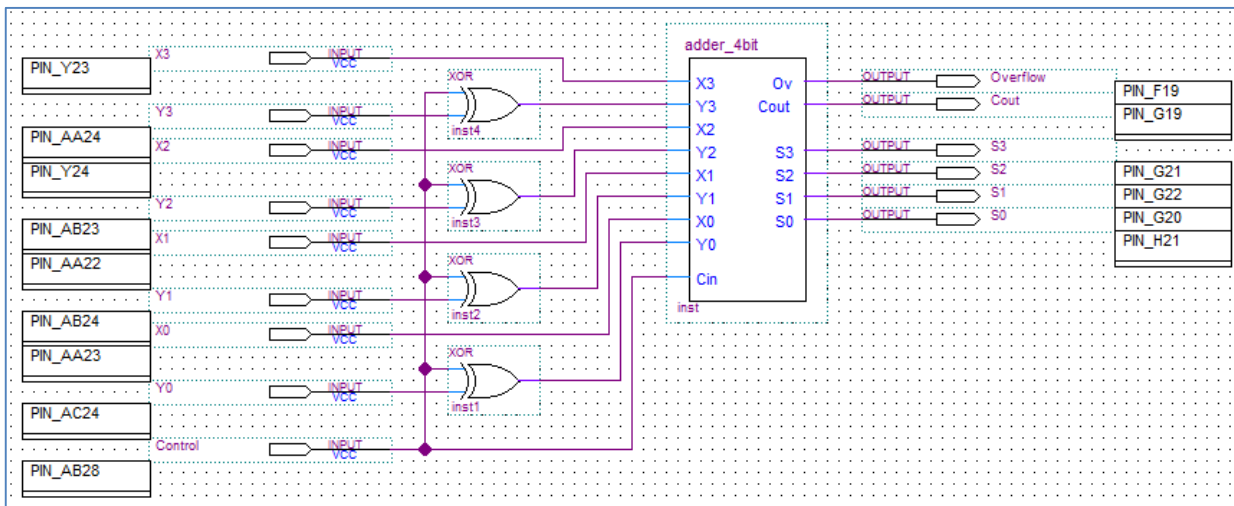 adder_4bit
X3
INPUT
VCC
PIN_Y23
XOR
inst4
Y3
INPUT
VCC
PIN_AA24
X2
INPUT
VCC
PIN_Y24
XOR
inst3
Y2
INPUT
VCC
PIN_AB23
X1
INPUT
VCC
PIN_AA22
XOR
inst2
Y1
INPUT
VCC
PIN_AB24
X0
INPUT
VCC
PIN_AA23
XOR
inst1
Y0
INPUT
VCC
PIN_AC24
Control
INPUT
VCC
PIN_AB28
X3
Y3
X2
Y2
X1
Y1
X0
Y0
Cin
Ov
Cout
S3
S2
S1
S0
inst
OUTPUT
Overflow
PIN_F19
OUTPUT
Cout
PIN_G19
OUTPUT
S3
PIN_G21
OUTPUT
S2
PIN_G22
OUTPUT
S1
PIN_G20
OUTPUT
S0
PIN_H21